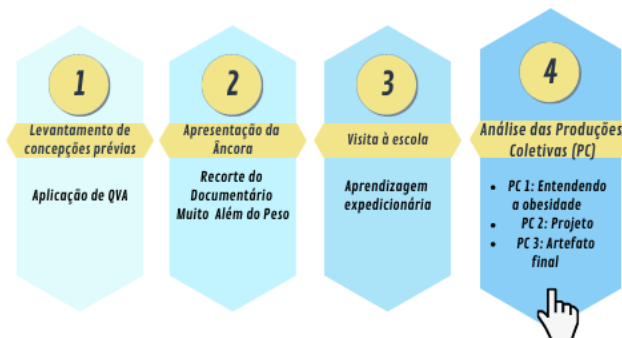 1
Levantamento de
concepções prévias
Aplicação de QVA
2
Apresentação da
Âncora
Recorte do
Documentário
Muito Além do Peso
3
Visita à escola
Aprendizagem
expedicionária
4
Análise das Produções
Coletivas (PC)
• PC 1: Entendendo
a obesidade
• PC 2: Projeto
• PC 3: Artefato
final